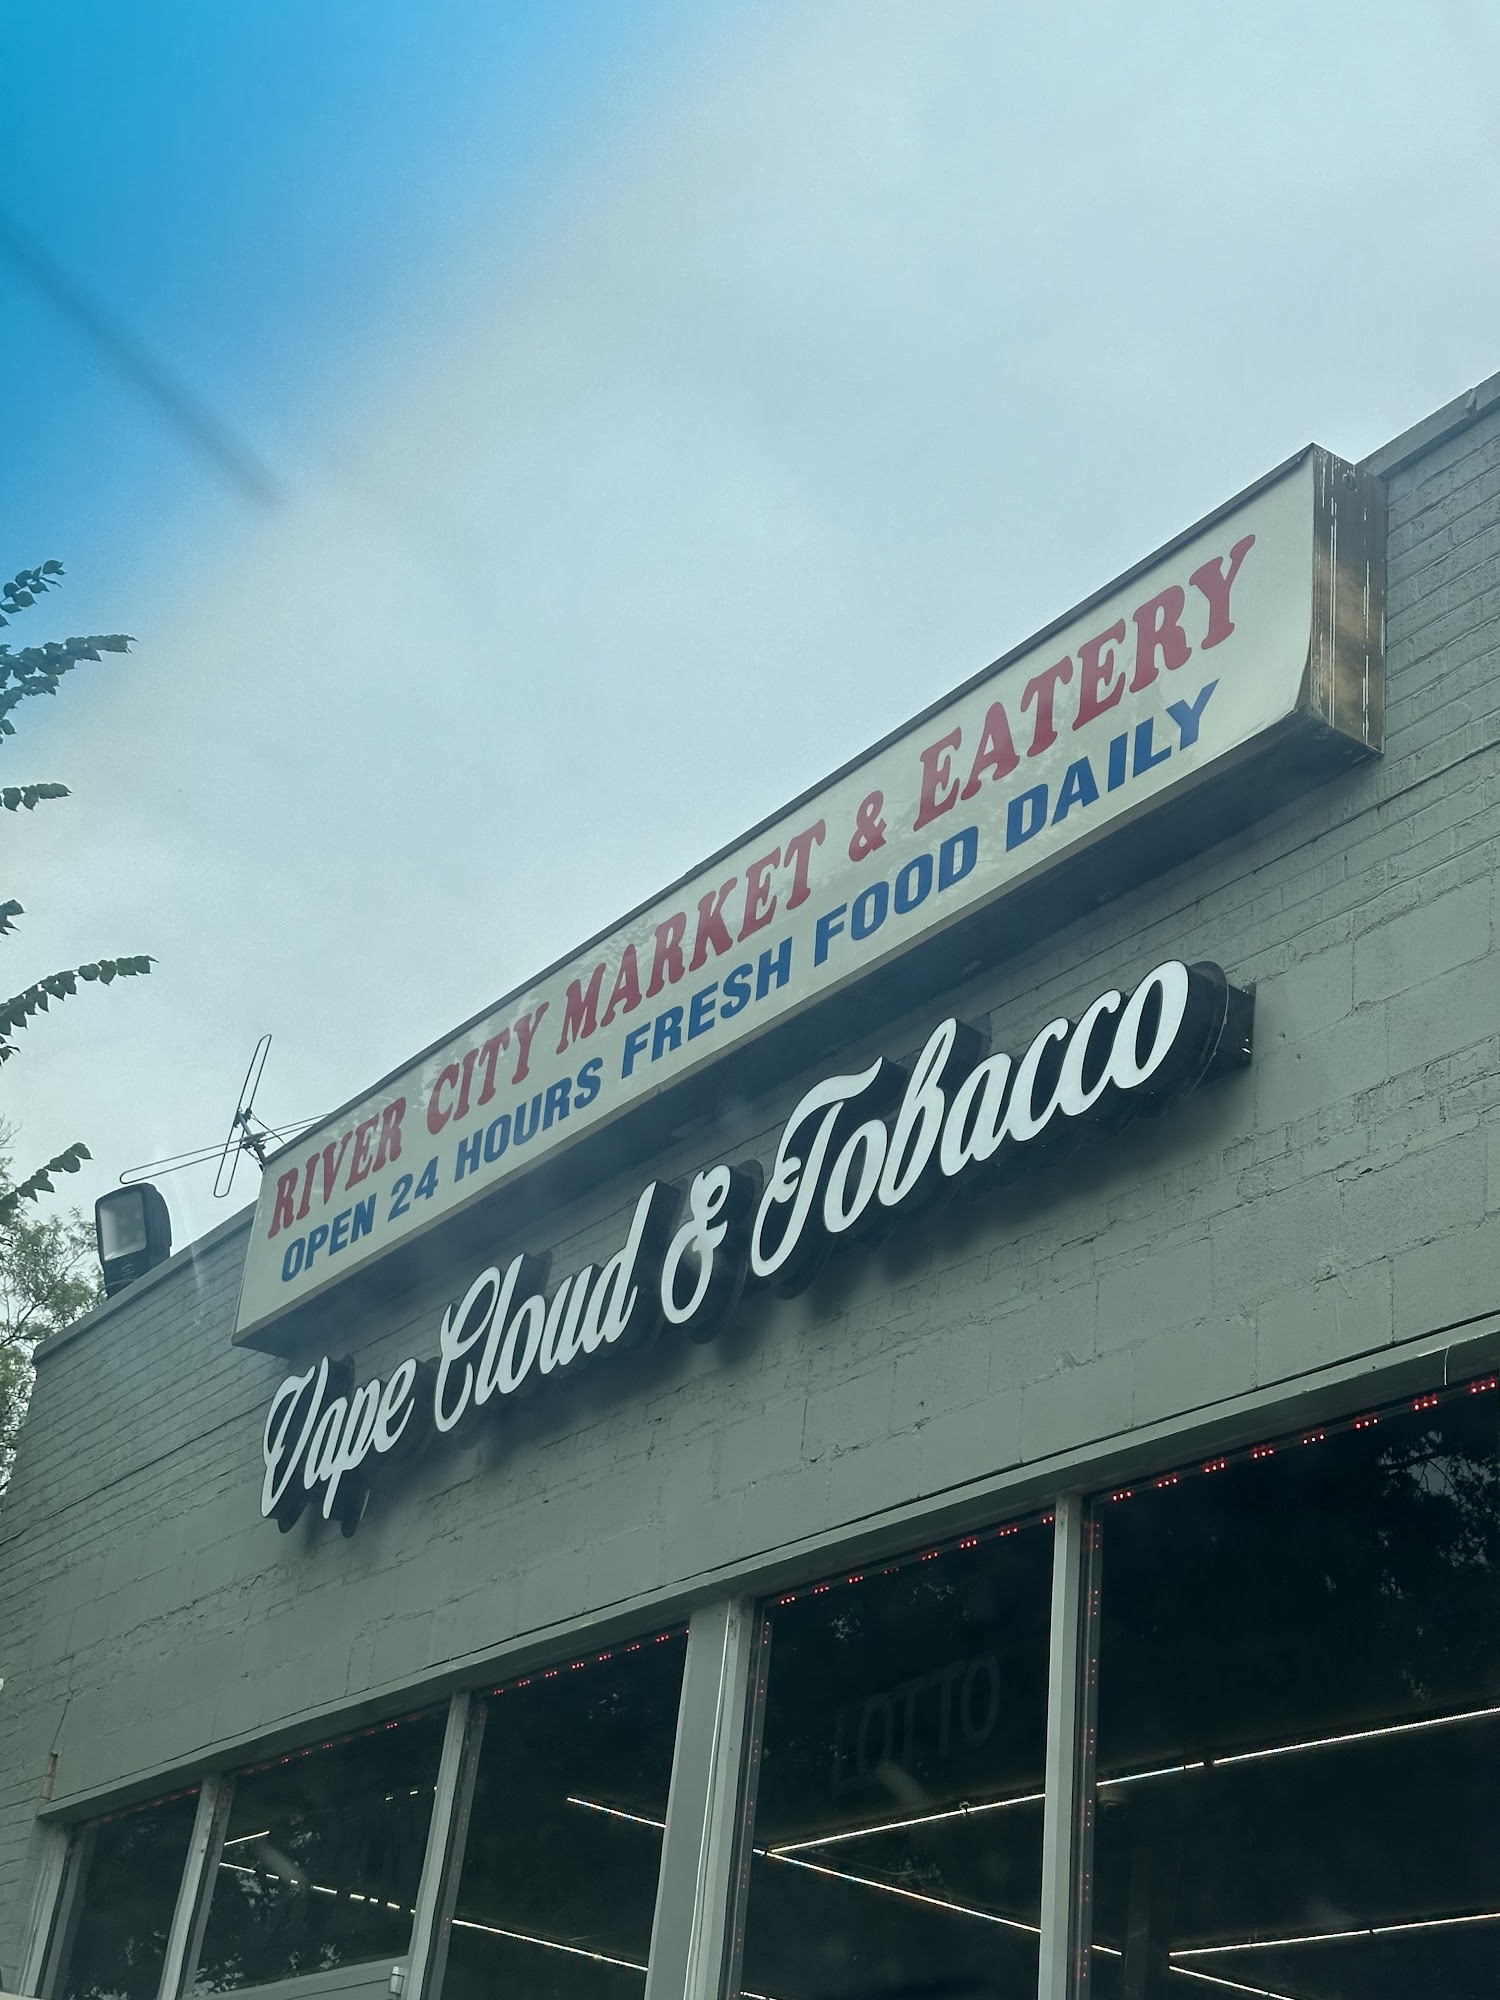 RIVER CITY MARKET & EATERY
OPEN 24 HOURS FRESH FOOD DAILY
Vape Cloud & Tobacco
LOTTO